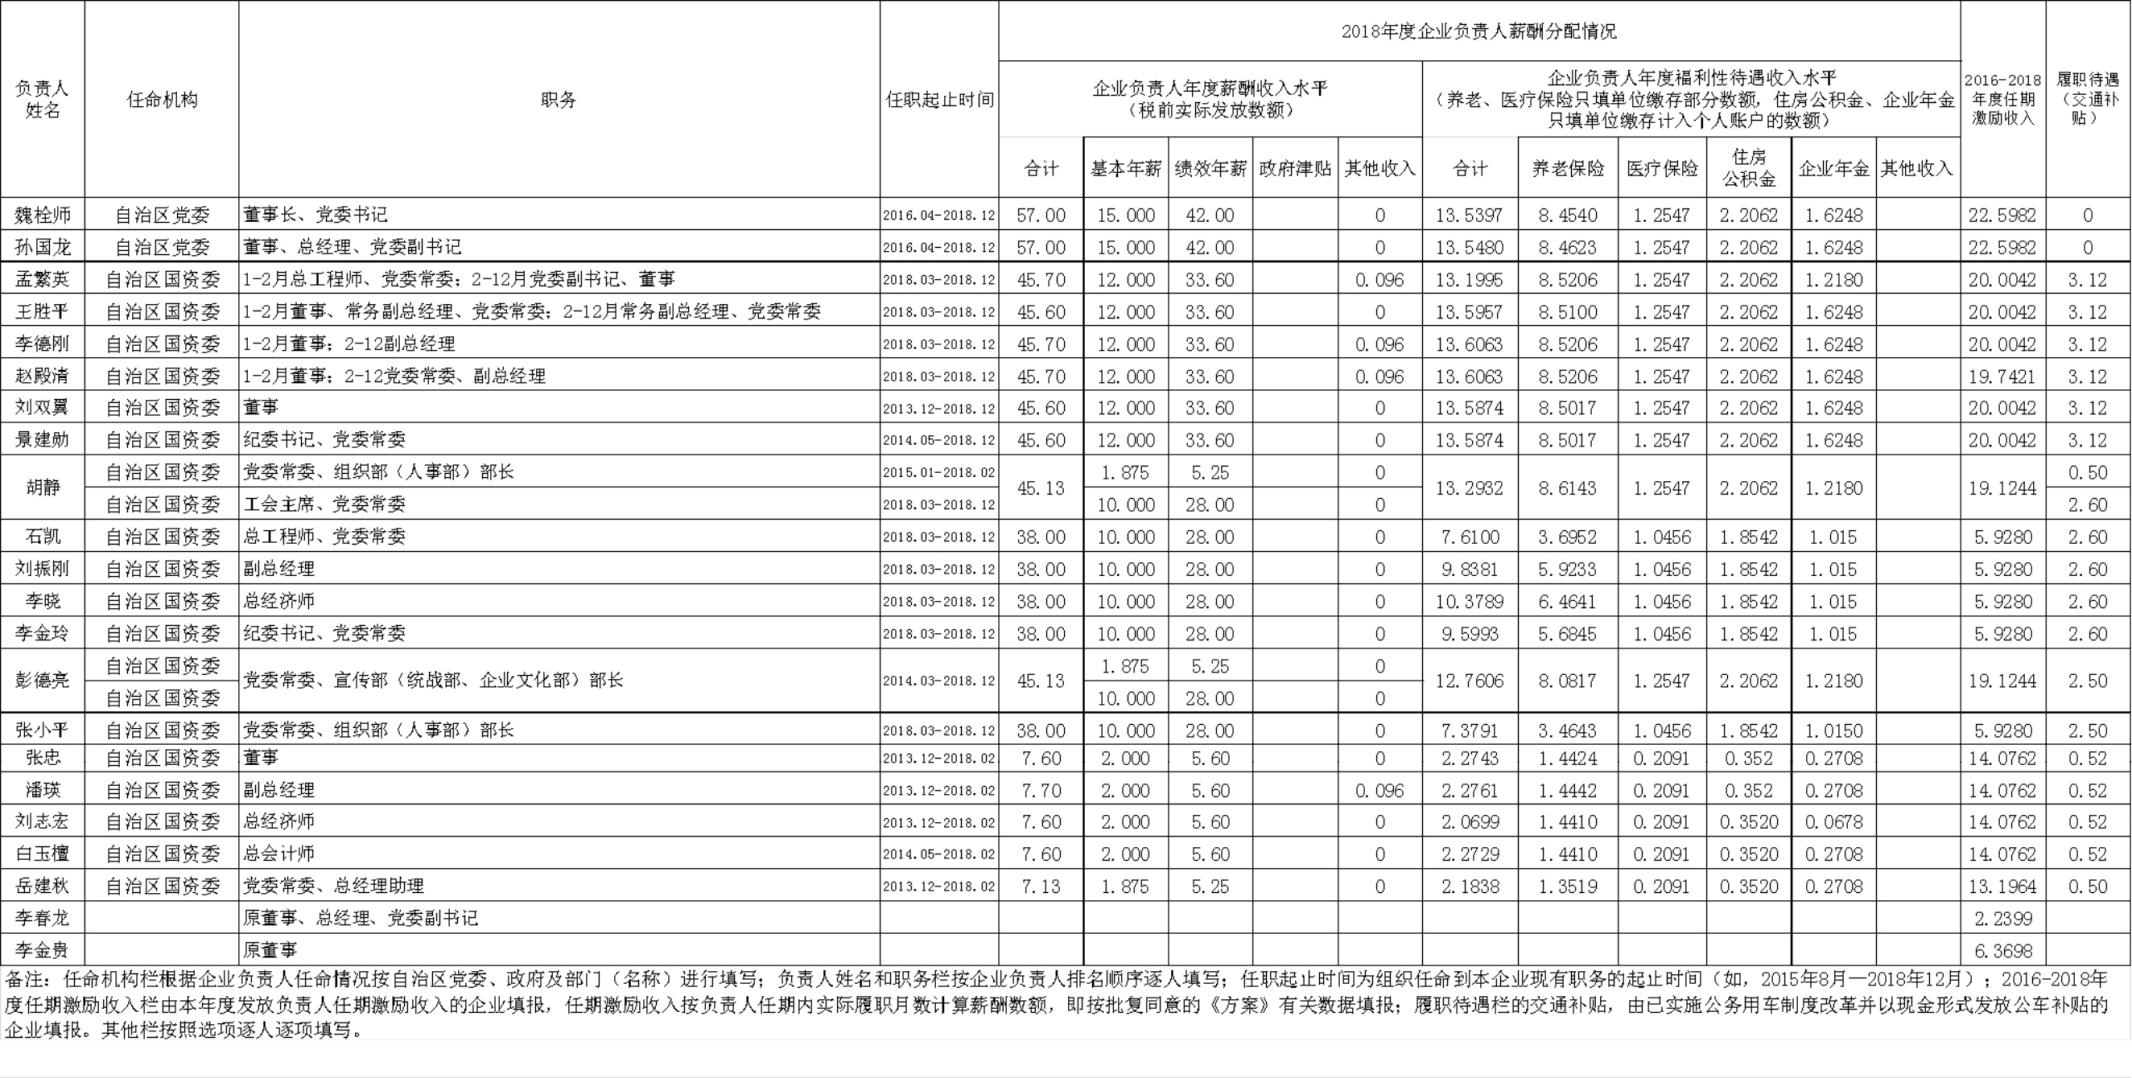 2018年度企业负责人薪酬分配情况
负责人
姓名
任命机构
职务
任职起止时间
企业负责人年度薪酬收入水平
（税前实际发放数额）
企业负责人年度福利性待遇收入水平
（养老、医疗保险只填单位缴存部分数额，住房公积金、企业年金
只填单位缴存计入个人账户的数额）
2016-2018
年度任期
激励收入
履职待遇
（交通补
贴）
合计 基本年薪 绩效年薪 政府津贴 其他收入 合计 养老保险 医疗保险 住房
公积金 企业年金 其他收入
魏栓师 自治区党委 董事长、党委书记 2016.04-2018.12 57.00 15.000 42.00 0 13.5397 8.4540 1.2547 2.2062 1.6248 22.5982 0
孙国龙 自治区党委 董事、总经理、党委副书记 2016.04-2018.12 57.00 15.000 42.00 0 13.5480 8.4623 1.2547 2.2062 1.6248 22.5982 0
孟繁英 自治区国资委 1-2月总工程师、党委常委；2-12月党委副书记、董事 2018.03-2018.12 45.70 12.000 33.60 0.096 13.1995 8.5206 1.2547 2.2062 1.2180 20.0042 3.12
王胜平 自治区国资委 1-2月董事、常务副总经理、党委常委；2-12月常务副总经理、党委常委 2018.03-2018.12 45.60 12.000 33.60 0 13.5957 8.5100 1.2547 2.2062 1.6248 20.0042 3.12
李德刚 自治区国资委 1-2月董事；2-12副总经理 2018.03-2018.12 45.70 12.000 33.60 0.096 13.6063 8.5206 1.2547 2.2062 1.6248 20.0042 3.12
赵殿清 自治区国资委 1-2月董事；2-12党委常委、副总经理 2018.03-2018.12 45.70 12.000 33.60 0.096 13.6063 8.5206 1.2547 2.2062 1.6248 19.7421 3.12
刘双翼 自治区国资委 董事 2013.12-2018.12 45.60 12.000 33.60 0 13.5874 8.5017 1.2547 2.2062 1.6248 20.0042 3.12
景建勋 自治区国资委 纪委书记、党委常委 2014.05-2018.12 45.60 12.000 33.60 0 13.5874 8.5017 1.2547 2.2062 1.6248 20.0042 3.12
胡静 自治区国资委 党委常委、组织部（人事部）部长 2015.01-2018.02 45.13 1.875 5.25 0 13.2932 8.6143 1.2547 2.2062 1.2180 19.1244 0.50
自治区国资委 工会主席、党委常委 2018.03-2018.12 10.000 28.00 0 2.60
石凯 自治区国资委 总工程师、党委常委 2018.03-2018.12 38.00 10.000 28.00 0 7.6100 3.6952 1.0456 1.8542 1.015 5.9280 2.60
刘振刚 自治区国资委 副总经理 2018.03-2018.12 38.00 10.000 28.00 0 9.8381 5.9233 1.0456 1.8542 1.015 5.9280 2.60
李晓 自治区国资委 总经济师 2018.03-2018.12 38.00 10.000 28.00 0 10.3789 6.4641 1.0456 1.8542 1.015 5.9280 2.60
李金玲 自治区国资委 纪委书记、党委常委 2018.03-2018.12 38.00 10.000 28.00 0 9.5993 5.6845 1.0456 1.8542 1.015 5.9280 2.60
彭德亮 自治区国资委 党委常委、宣传部（统战部、企业文化部）部长 2014.03-2018.12 45.13 1.875 5.25 0 12.7606 8.0817 1.2547 2.2062 1.2180 19.1244 2.50
自治区国资委 10.000 28.00 0
张小平 自治区国资委 党委常委、组织部（人事部）部长 2018.03-2018.12 38.00 10.000 28.00 0 7.3791 3.4643 1.0456 1.8542 1.0150 5.9280 2.50
张忠 自治区国资委 董事 2013.12-2018.02 7.60 2.000 5.60 0 2.2743 1.4424 0.2091 0.352 0.2708 14.0762 0.52
潘瑛 自治区国资委 副总经理 2013.12-2018.02 7.70 2.000 5.60 0.096 2.2761 1.4442 0.2091 0.352 0.2708 14.0762 0.52
刘志宏 自治区国资委 总经济师 2013.12-2018.02 7.60 2.000 5.60 0 2.0699 1.4410 0.2091 0.3520 0.0678 14.0762 0.52
白玉檀 自治区国资委 总会计师 2014.05-2018.02 7.60 2.000 5.60 0 2.2729 1.4410 0.2091 0.3520 0.2708 14.0762 0.52
岳建秋 自治区国资委 党委常委、总经理助理 2013.12-2018.02 7.13 1.875 5.25 0 2.1838 1.3519 0.2091 0.3520 0.2708 13.1964 0.50
李春龙 原董事、总经理、党委副书记 2.2399
李金贵 原董事 6.3698
备注：任命机构栏根据企业负责人任命情况按自治区党委、政府及部门（名称）进行填写；负责人姓名和职务栏按企业负责人排名顺序逐人填写；任职起止时间为组织任命到本企业现有职务的起止时间（如，2015年8月—2018年12月）；2016-2018年
度任期激励收入栏由本年度发放负责人任期激励收入的企业填报，任期激励收入按负责人任期内实际履职月数计算薪酬数额，即按批复同意的《方案》有关数据填报；履职待遇栏的交通补贴，由已实施公务用车制度改革并以现金形式发放公车补贴的
企业填报。其他栏按照选项逐人逐项填写。